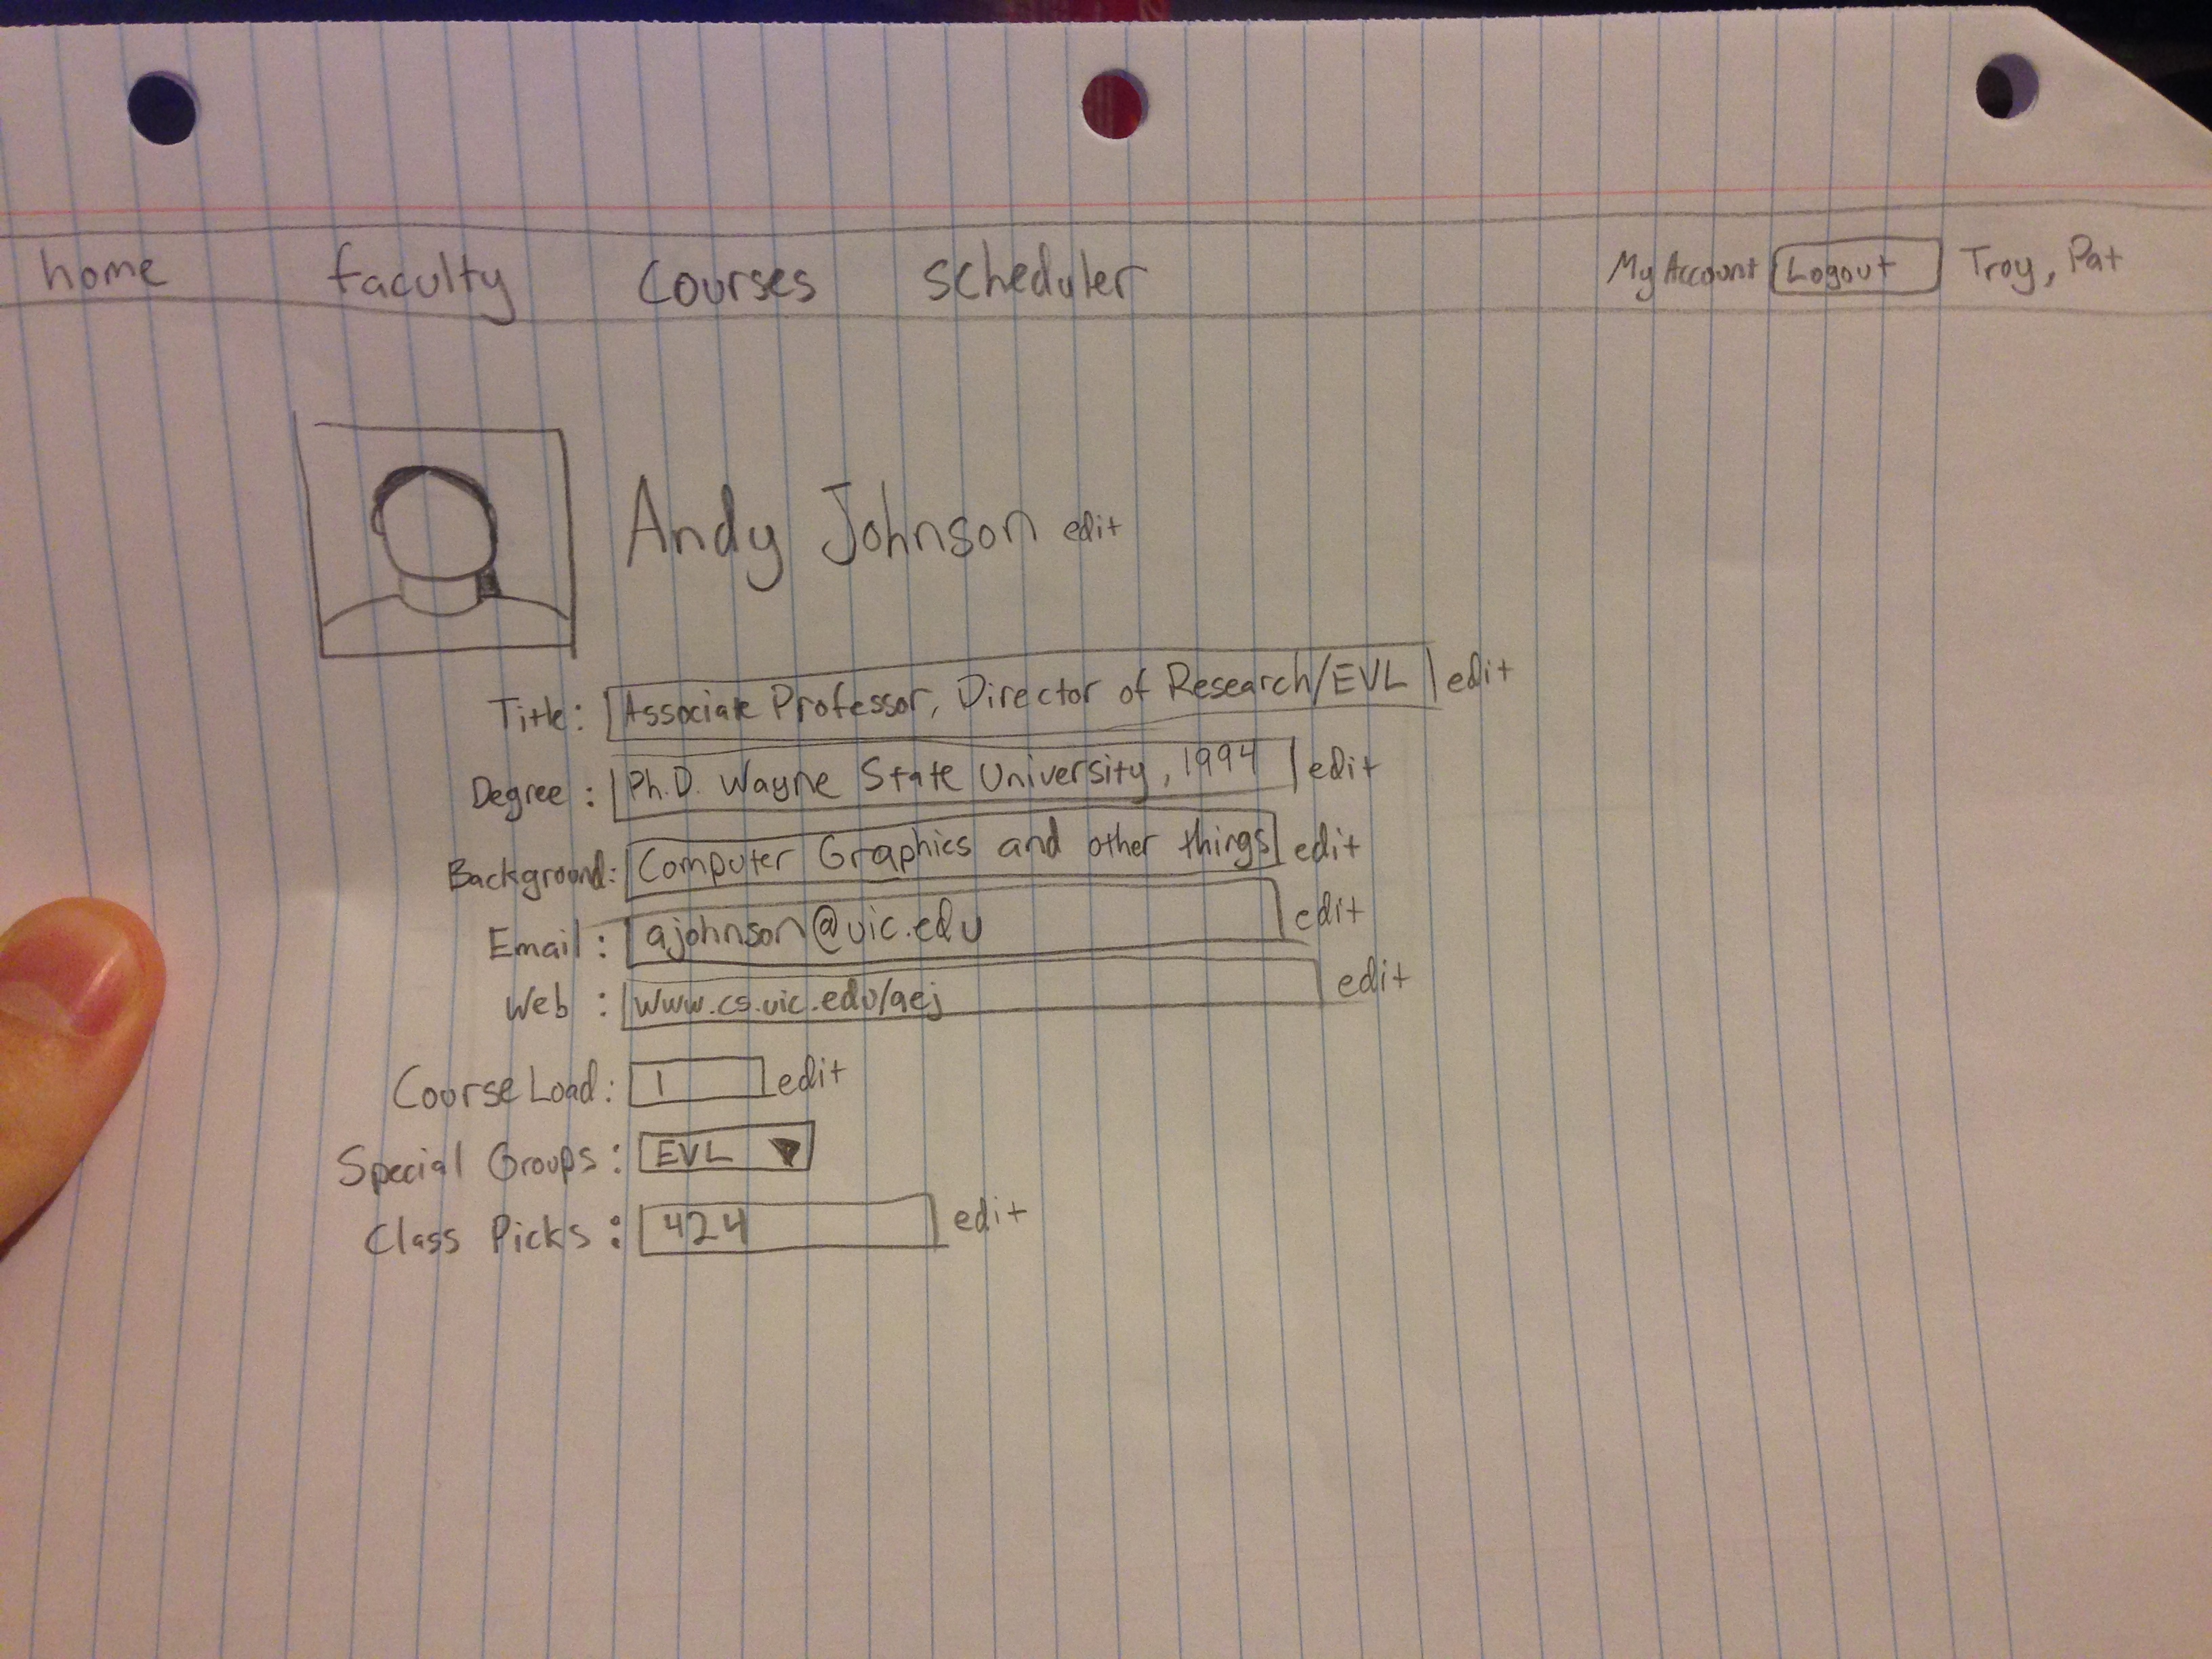 home faculty Courses scheduler My Account Logout Troy, Pat
Andy Johnson edit
Title: Associate Professor, Director of Research/EVL edit
Degree: Ph.D. Wayne State University, 1994 edit
Background: Computer Graphics and other things edit
Email: ajohnson@uic.edu edit
Web: www.cs.uic.edu/aej edit
Course Load: 1 edit
Special Groups: EVL
Class Picks: 424 edit